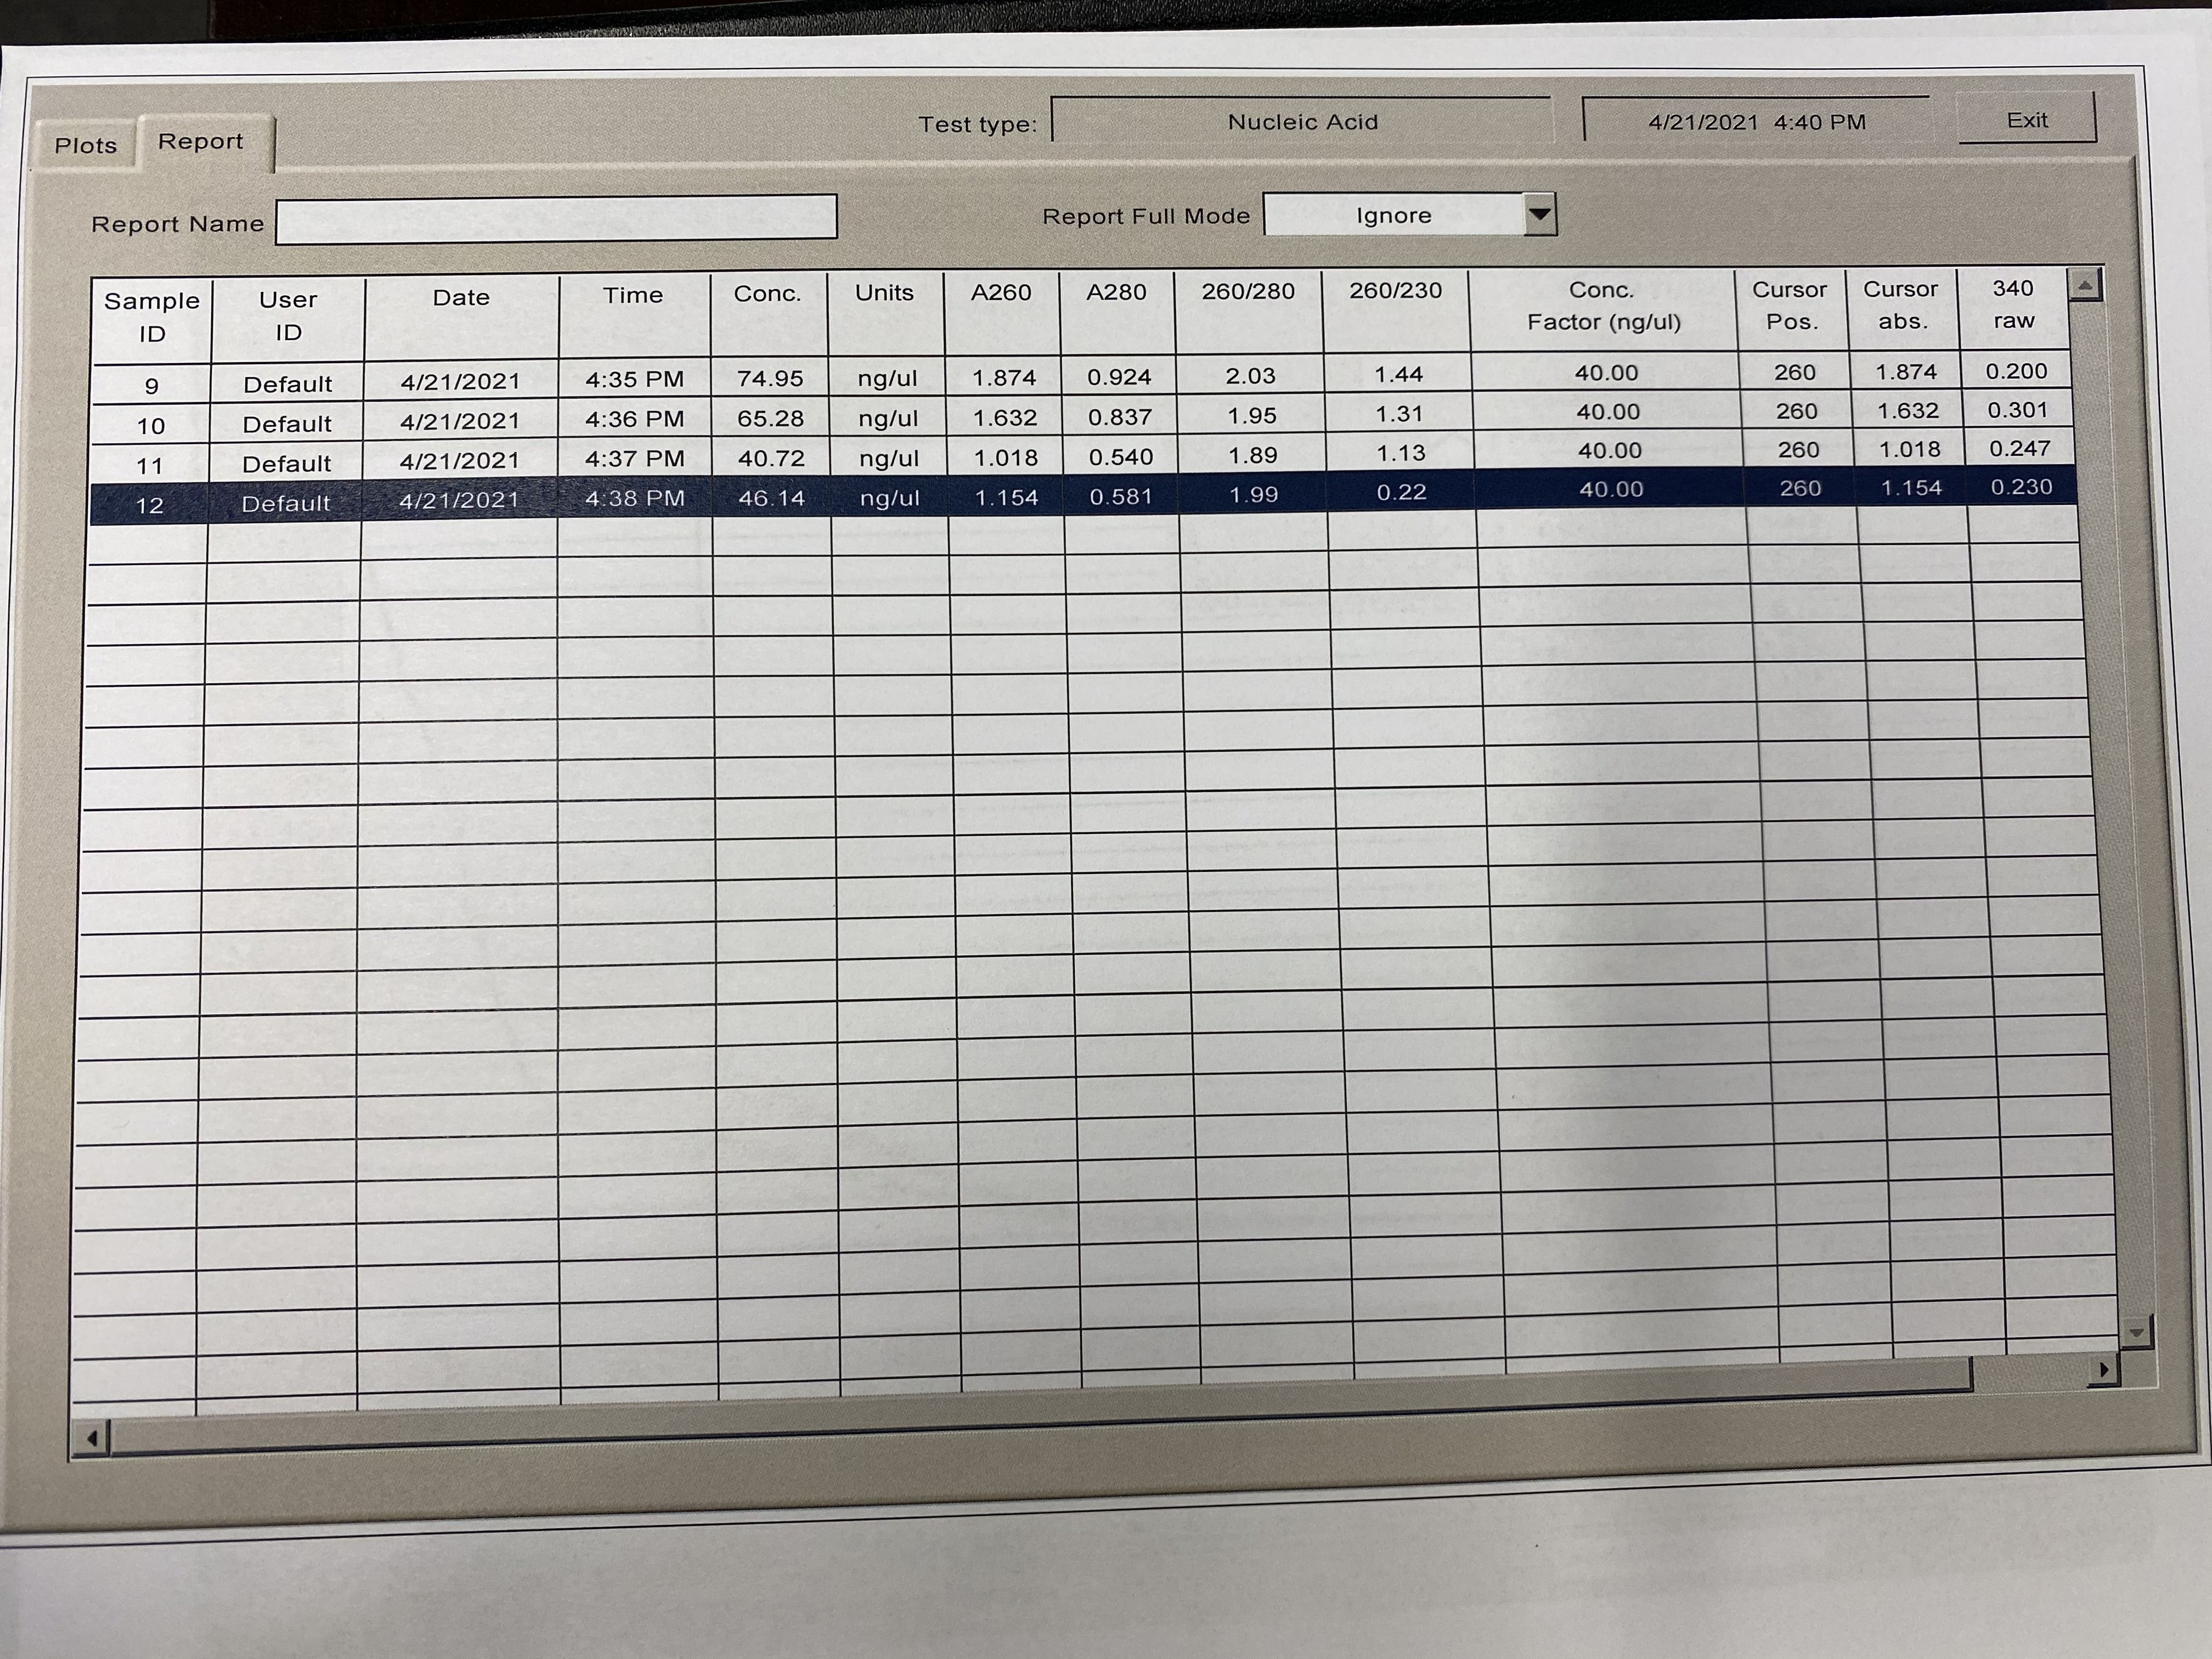 Test type: Nucleic Acid 4/21/2021 4:40 PM Exit
Plots Report
Report Name Report Full Mode Ignore
Sample ID User ID Date Time Conc. Units A260 A280 260/280 260/230 Conc. Factor (ng/ul) Cursor Pos. Cursor abs. 340 raw
9 Default 4/21/2021 4:35 PM 74.95 ng/ul 1.874 0.924 2.03 1.44 40.00 260 1.874 0.200
10 Default 4/21/2021 4:36 PM 65.28 ng/ul 1.632 0.837 1.95 1.31 40.00 260 1.632 0.301
11 Default 4/21/2021 4:37 PM 40.72 ng/ul 1.018 0.540 1.89 1.13 40.00 260 1.018 0.247
12 Default 4/21/2021 4:38 PM 46.14 ng/ul 1.154 0.581 1.99 0.22 40.00 260 1.154 0.230